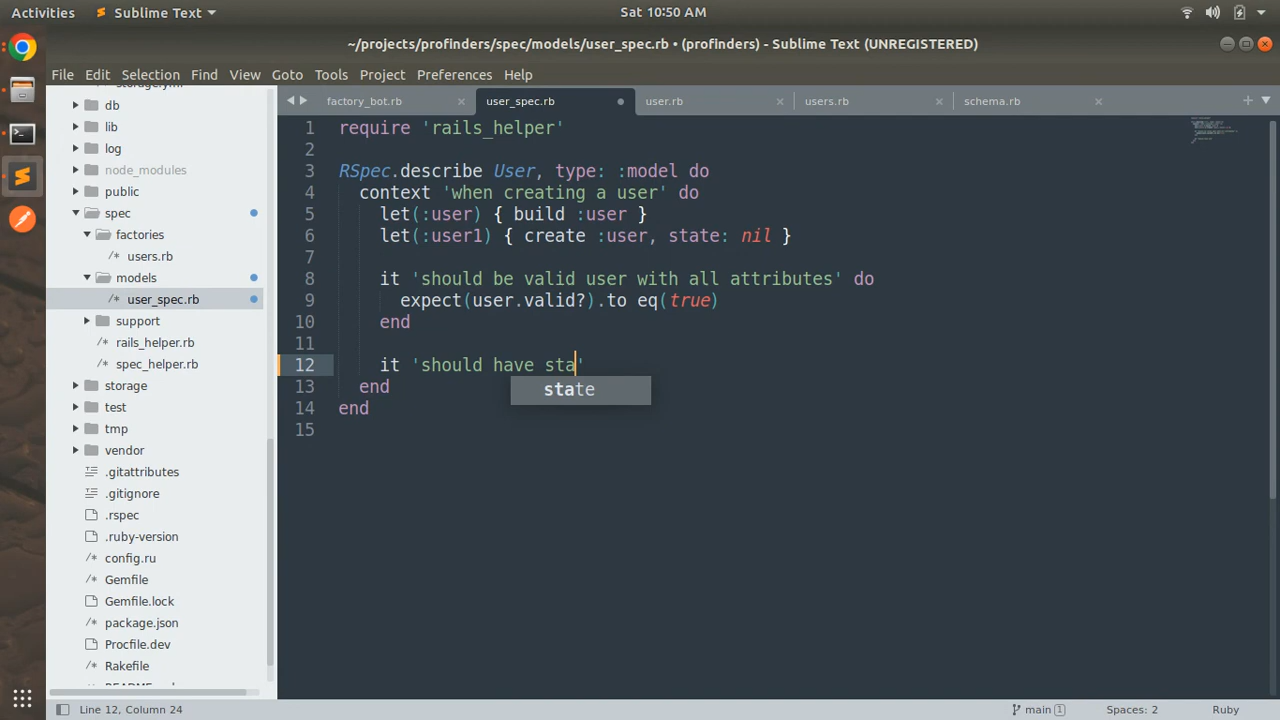 Activities Sublime Text Sat 10:50 AM
~/projects/profinders/spec/models/user_spec.rb • (profinders) - Sublime Text (UNREGISTERED)
File Edit Selection Find View Goto Tools Project Preferences Help
factory_bot.rb user_spec.rb user.rb users.rb schema.rb
db
lib
log
node_modules
public
spec
factories
users.rb
models
user_spec.rb
support
rails_helper.rb
spec_helper.rb
storage
test
tmp
vendor
.gitattributes
.gitignore
.rspec
.ruby-version
config.ru
Gemfile
Gemfile.lock
package.json
Procfile.dev
Rakefile
1 require 'rails_helper'
2
3 RSpec.describe User, type: :model do
4 context 'when creating a user' do
5 let(:user) { build :user }
6 let(:user1) { create :user, state: nil }
7
8 it 'should be valid user with all attributes' do
9 expect(user.valid?).to eq(true)
10 end
11
12 it 'should have sta'
state
13 end
14 end
15
Line 12, Column 24 main 1 Spaces: 2 Ruby